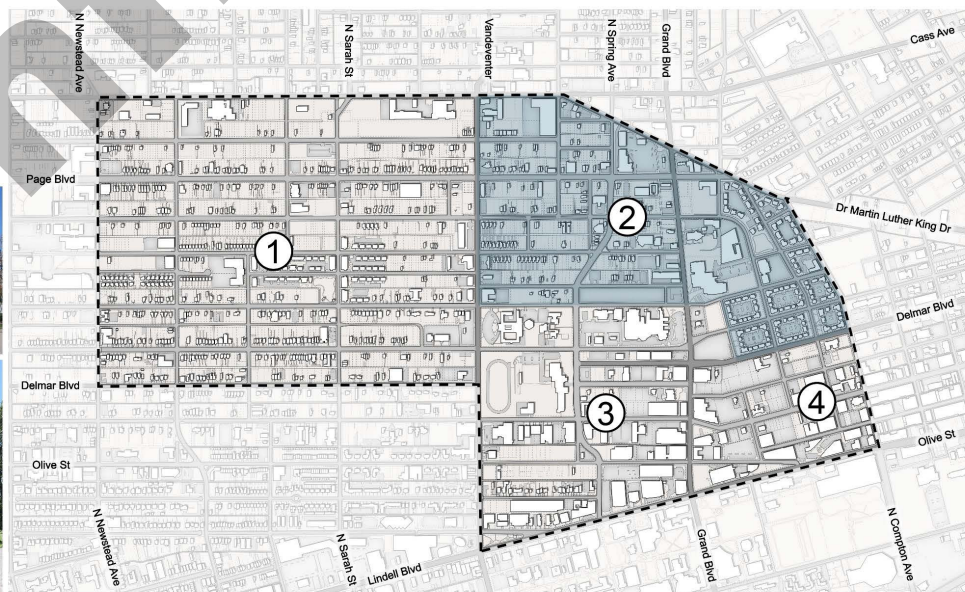 N Newstead Ave
N Sarah St
Vandeventer
N Spring Ave
Grand Blvd
Cass Ave
Page Blvd
Dr Martin Luther King Dr
1
2
Delmar Blvd
Delmar Blvd
3
4
Olive St
Olive St
N Newstead Ave
N Sarah St
Lindell Blvd
Grand Blvd
N Compton Ave